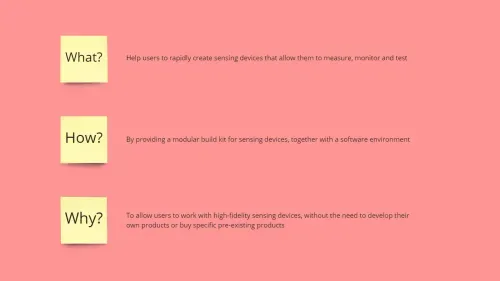 What?
Help users to rapidly create sensing devices that allow them to measure, monitor and test
How?
By providing a modular build kit for sensing devices, together with a software environment
Why?
To allow users to work with high-fidelity sensing devices, without the need to develop their
own products or buy specific pre-existing products